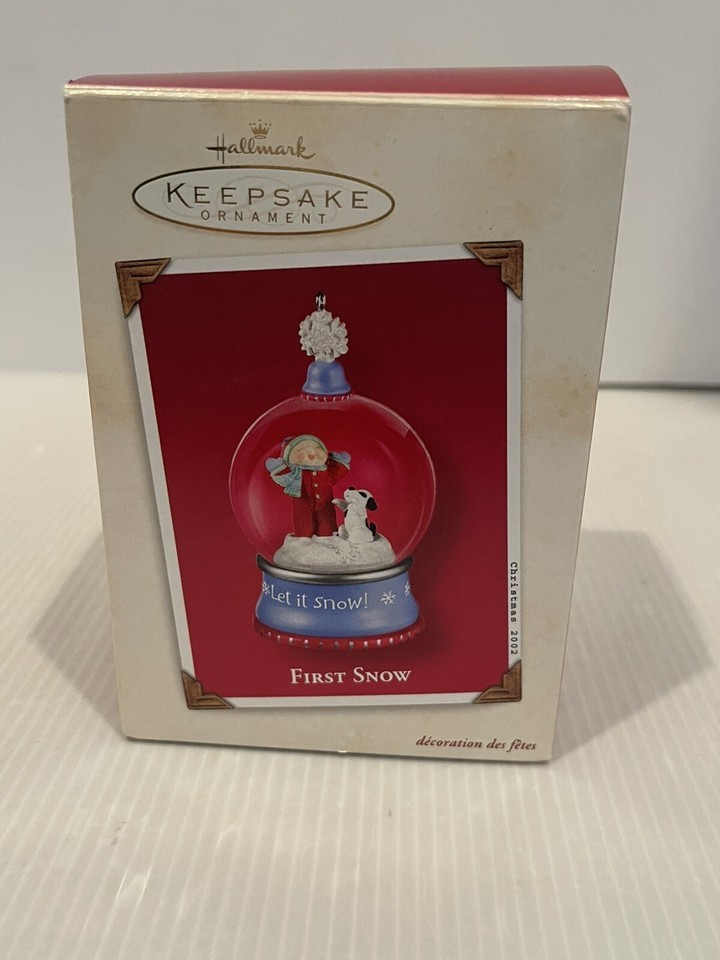 Hallmark
KEEPSAKE
ORNAMENT
Let it Snow!
Christmas 2002
FIRST SNOW
décoration des fêtes